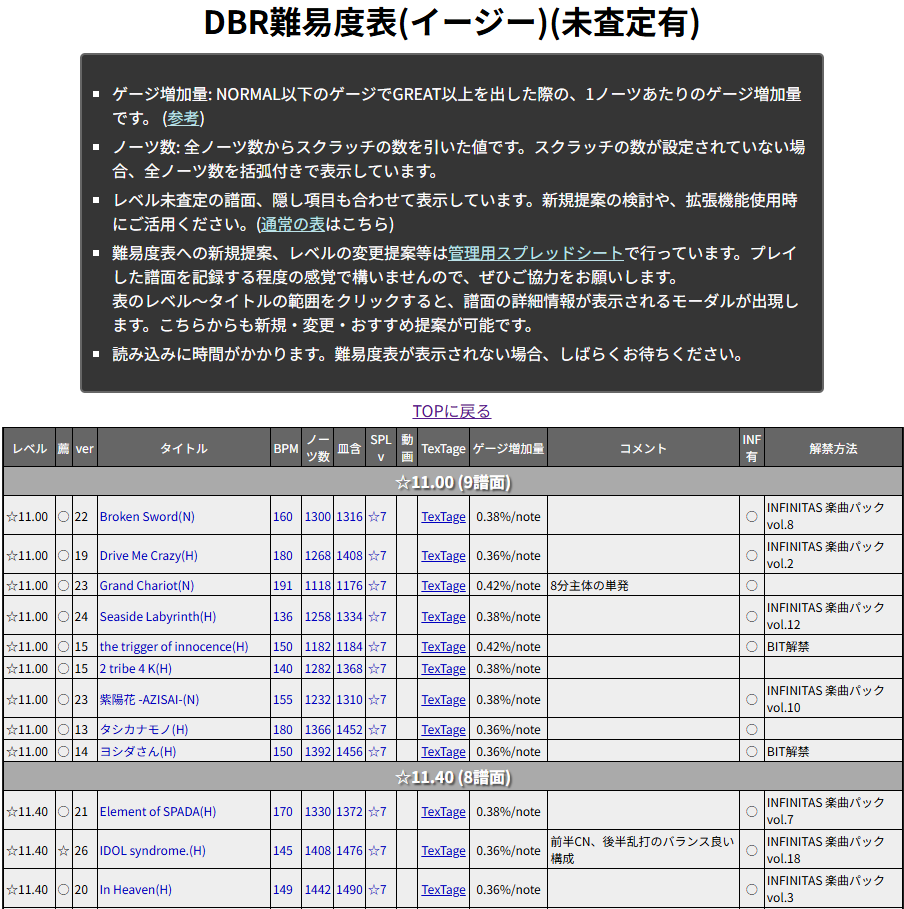 DBR難易度表(イージー)(未査定有)
ゲージ増加量: NORMAL以下のゲージでGREAT以上を出した際の、1ノーツあたりのゲージ増加量
です。 (参考)
ノーツ数: 全ノーツ数からスクラッチの数を引いた値です。スクラッチの数が設定されていない場
合、全ノーツ数を括弧付きで表示しています。
レベル未査定の譜面、隠し項目も合わせて表示しています。新規提案の検討や、拡張機能使用時
にご活用ください。(通常の表はこちら)
難易度表への新規提案、レベルの変更提案等は管理用スプレッドシートで行っています。プレイ
した譜面を記録する程度の感覚で構いませんので、ぜひご協力をお願いします。
表のレベル～タイトルの範囲をクリックすると、譜面の詳細情報が表示されるモーダルが出現し
ます。こちらからも新規・変更・おすすめ提案が可能です。
読み込みに時間がかかります。難易度表が表示されない場合、しばらくお待ちください。
TOPに戻る
レベル 薦 ver タイトル BPM ノーツ数 皿含 SPLv 動画 TexTage ゲージ増加量 コメント INF有 解禁方法
☆11.00 (9譜面)
☆11.00 ○ 22 Broken Sword(N) 160 1300 1316 ☆7 TexTage 0.38%/note ○ INFINITAS 楽曲パック vol.8
☆11.00 ○ 19 Drive Me Crazy(H) 180 1268 1408 ☆7 TexTage 0.36%/note ○ INFINITAS 楽曲パック vol.2
☆11.00 ○ 23 Grand Chariot(N) 191 1118 1176 ☆7 TexTage 0.42%/note 8分主体の単発 ○
☆11.00 ○ 24 Seaside Labyrinth(H) 136 1258 1334 ☆7 TexTage 0.38%/note ○ INFINITAS 楽曲パック vol.12
☆11.00 ○ 15 the trigger of innocence(H) 150 1182 1184 ☆7 TexTage 0.42%/note ○ BIT解禁
☆11.00 ○ 15 2 tribe 4 K(H) 140 1282 1368 ☆7 TexTage 0.38%/note
☆11.00 ○ 23 紫陽花 -AZISAI-(N) 155 1232 1310 ☆7 TexTage 0.38%/note ○ INFINITAS 楽曲パック vol.10
☆11.00 ○ 13 タシカナモノ(H) 180 1366 1452 ☆7 TexTage 0.36%/note ○
☆11.00 ○ 14 ヨシダさん(H) 150 1392 1456 ☆7 TexTage 0.36%/note ○ BIT解禁
☆11.40 (8譜面)
☆11.40 ○ 21 Element of SPADA(H) 170 1330 1372 ☆7 TexTage 0.38%/note ○ INFINITAS 楽曲パック vol.7
☆11.40 ☆ 26 IDOL syndrome.(H) 145 1408 1476 ☆7 TexTage 0.36%/note 前半CN、後半乱打のバランス良い構成 ○ INFINITAS 楽曲パック vol.18
☆11.40 ○ 20 In Heaven(H) 149 1442 1490 ☆7 TexTage 0.36%/note ○ INFINITAS 楽曲パック vol.3